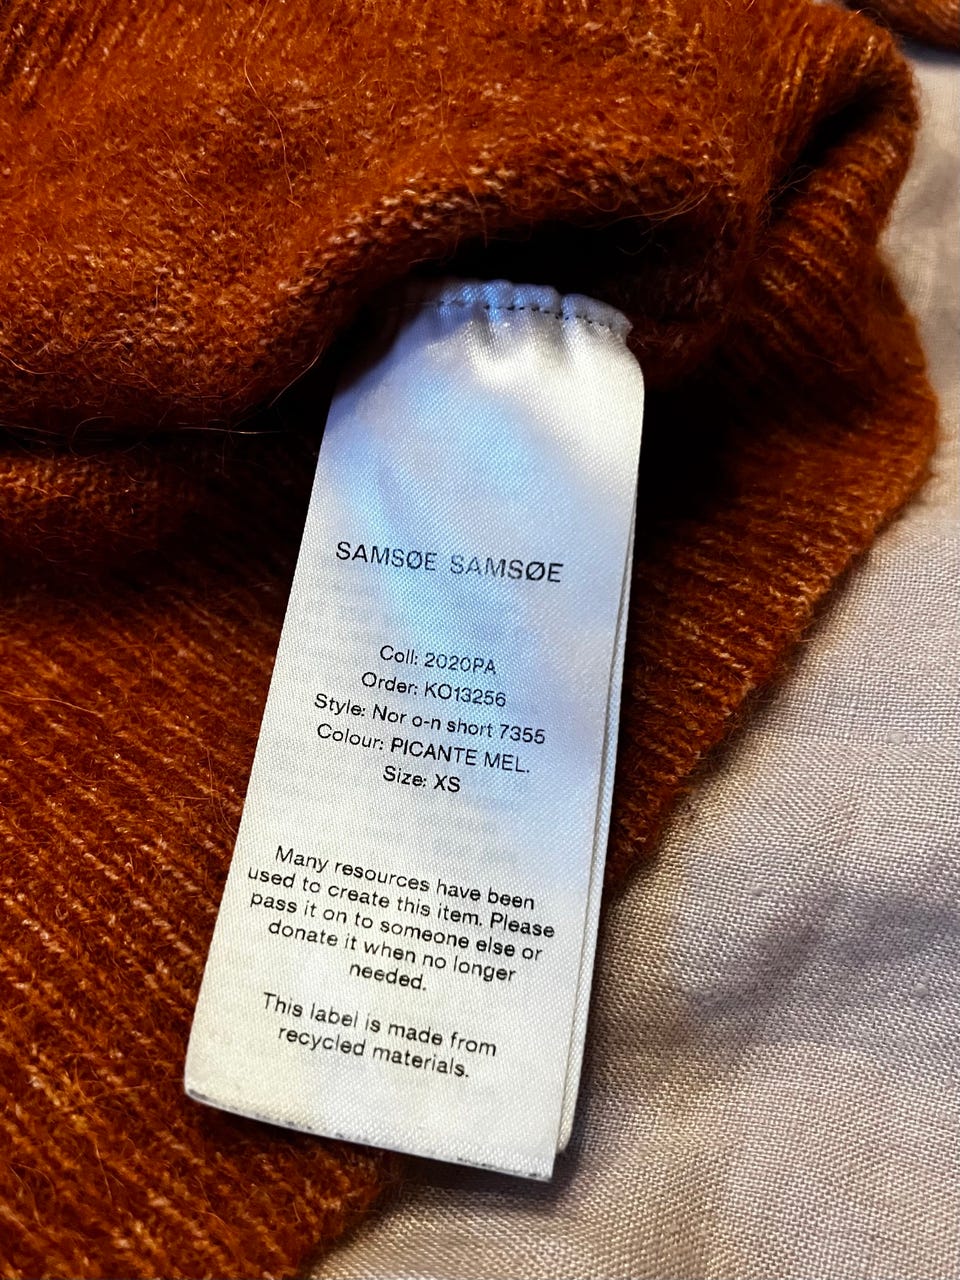 SAMSØE SAMSØE
Coll: 2020PA
Order: KO13256
Style: Nor o-n short 7355
Colour: PICANTE MEL.
Size: XS
Many resources have been
used to create this item. Please
pass it on to someone else or
donate it when no longer
needed.
This label is made from
recycled materials.